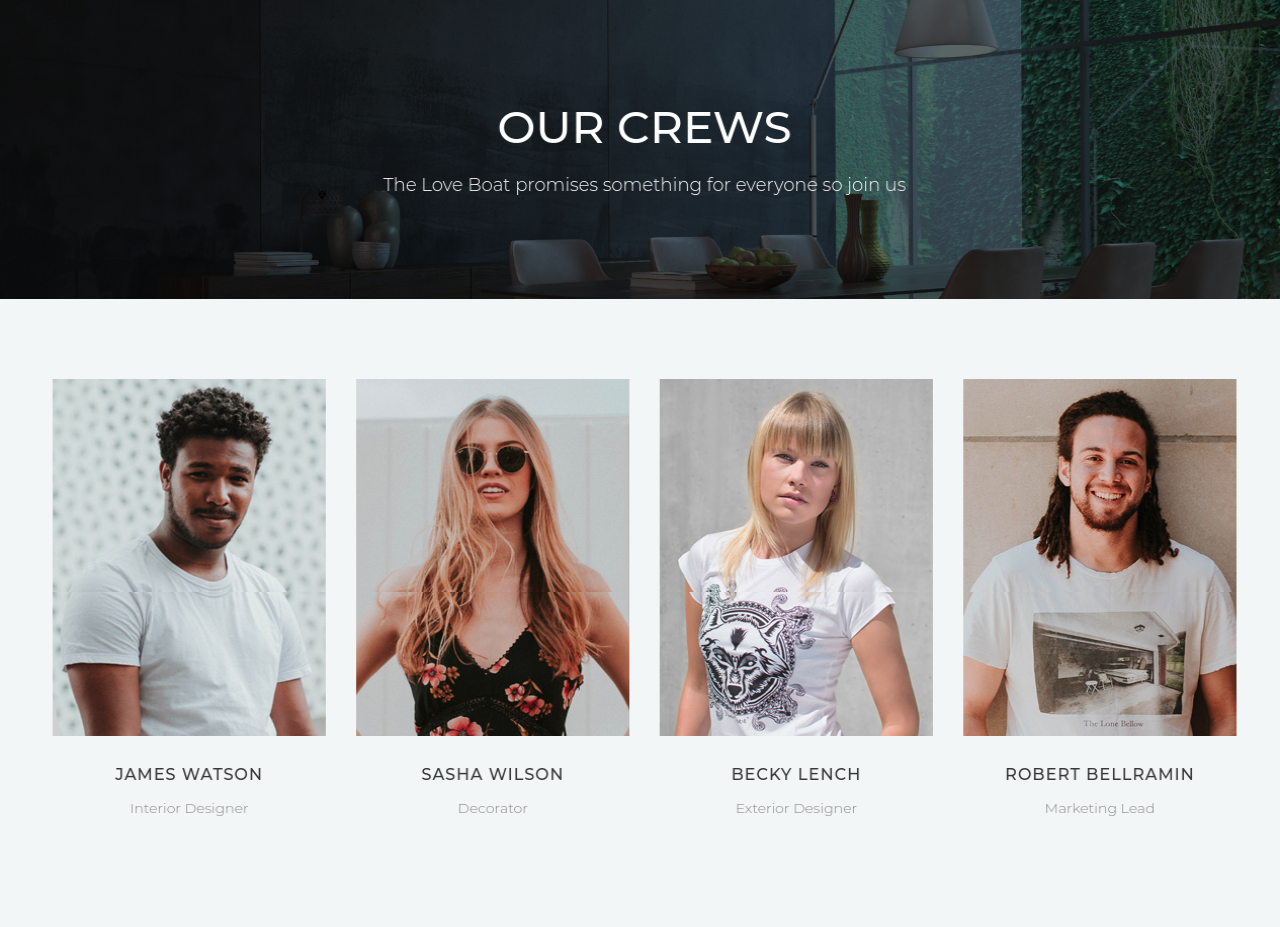 OUR CREWS
The Love Boat promises something for everyone so join us
The Lone Bellow
JAMES WATSON
SASHA WILSON
BECKY LENCH
ROBERT BELLRAMIN
Interior Designer
Decorator
Exterior Designer
Marketing Lead